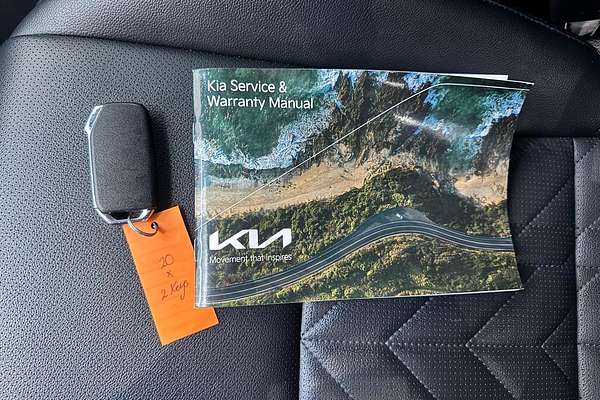 Kia Service &
Warranty Manual
KIA
Movement that inspires
20
x
2 Keys